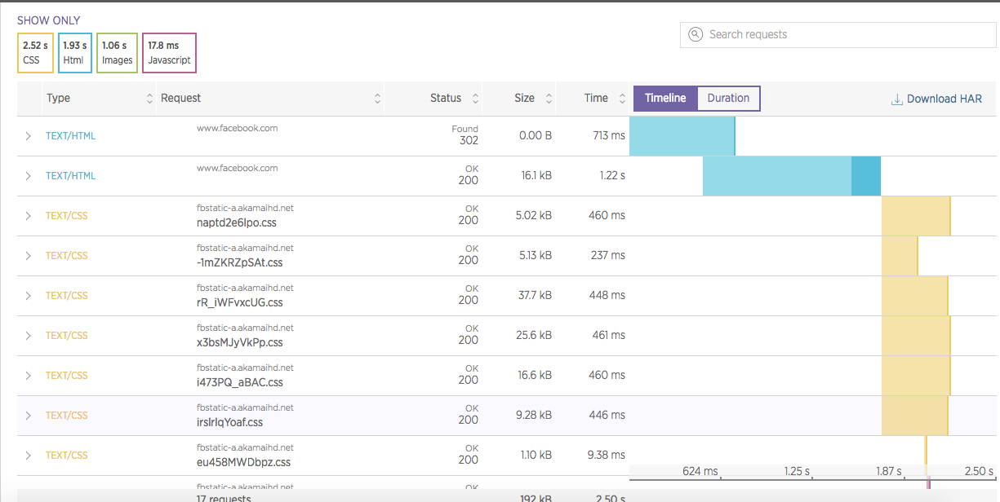 SHOW ONLY
2.52 s 1.93 s 1.06 s 17.8 ms
CSS Html Images Javascript
Search requests
Type Request Status Size Time Timeline Duration Download HAR
www.facebook.com Found
TEXT/HTML 302 0.00 B 713 ms
www.facebook.com OK
TEXT/HTML 200 16.1 kB 1.22 s
fbstatic-a.akamaihd.net OK
TEXT/CSS naptd2e6lpo.css 200 5.02 kB 460 ms
fbstatic-a.akamaihd.net OK
TEXT/CSS -1mZKRZpSAt.css 200 5.13 kB 237 ms
fbstatic-a.akamaihd.net OK
TEXT/CSS rR_iWFvxcUG.css 200 37.7 kB 448 ms
fbstatic-a.akamaihd.net OK
TEXT/CSS x3bsMJyVkPp.css 200 25.6 kB 461 ms
fbstatic-a.akamaihd.net OK
TEXT/CSS i473PQ_aBAC.css 200 16.6 kB 460 ms
fbstatic-a.akamaihd.net OK
TEXT/CSS irsIrIqYoaf.css 200 9.28 kB 446 ms
fbstatic-a.akamaihd.net OK
TEXT/CSS eu458MWDbpz.css 200 1.10 kB 9.38 ms
624 ms 1.25 s 1.87 s 2.50 s
fbstatic-a.akamaihd.net OK
17 requests 192 kB 2.50 s